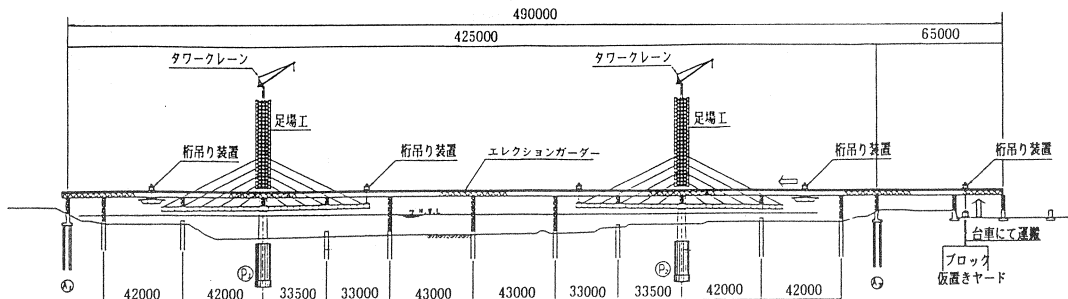 490000
425000
65000
タワークレーン
タワークレーン
足場工
足場工
桁吊り装置
桁吊り装置
エレクションガーダー
桁吊り装置
桁吊り装置
H.W.L
台車にて運搬
ブロック
仮置きヤード
A₁
P₁
P₂
A₂
42000
42000
33500
33000
43000
43000
33000
33500
42000
42000